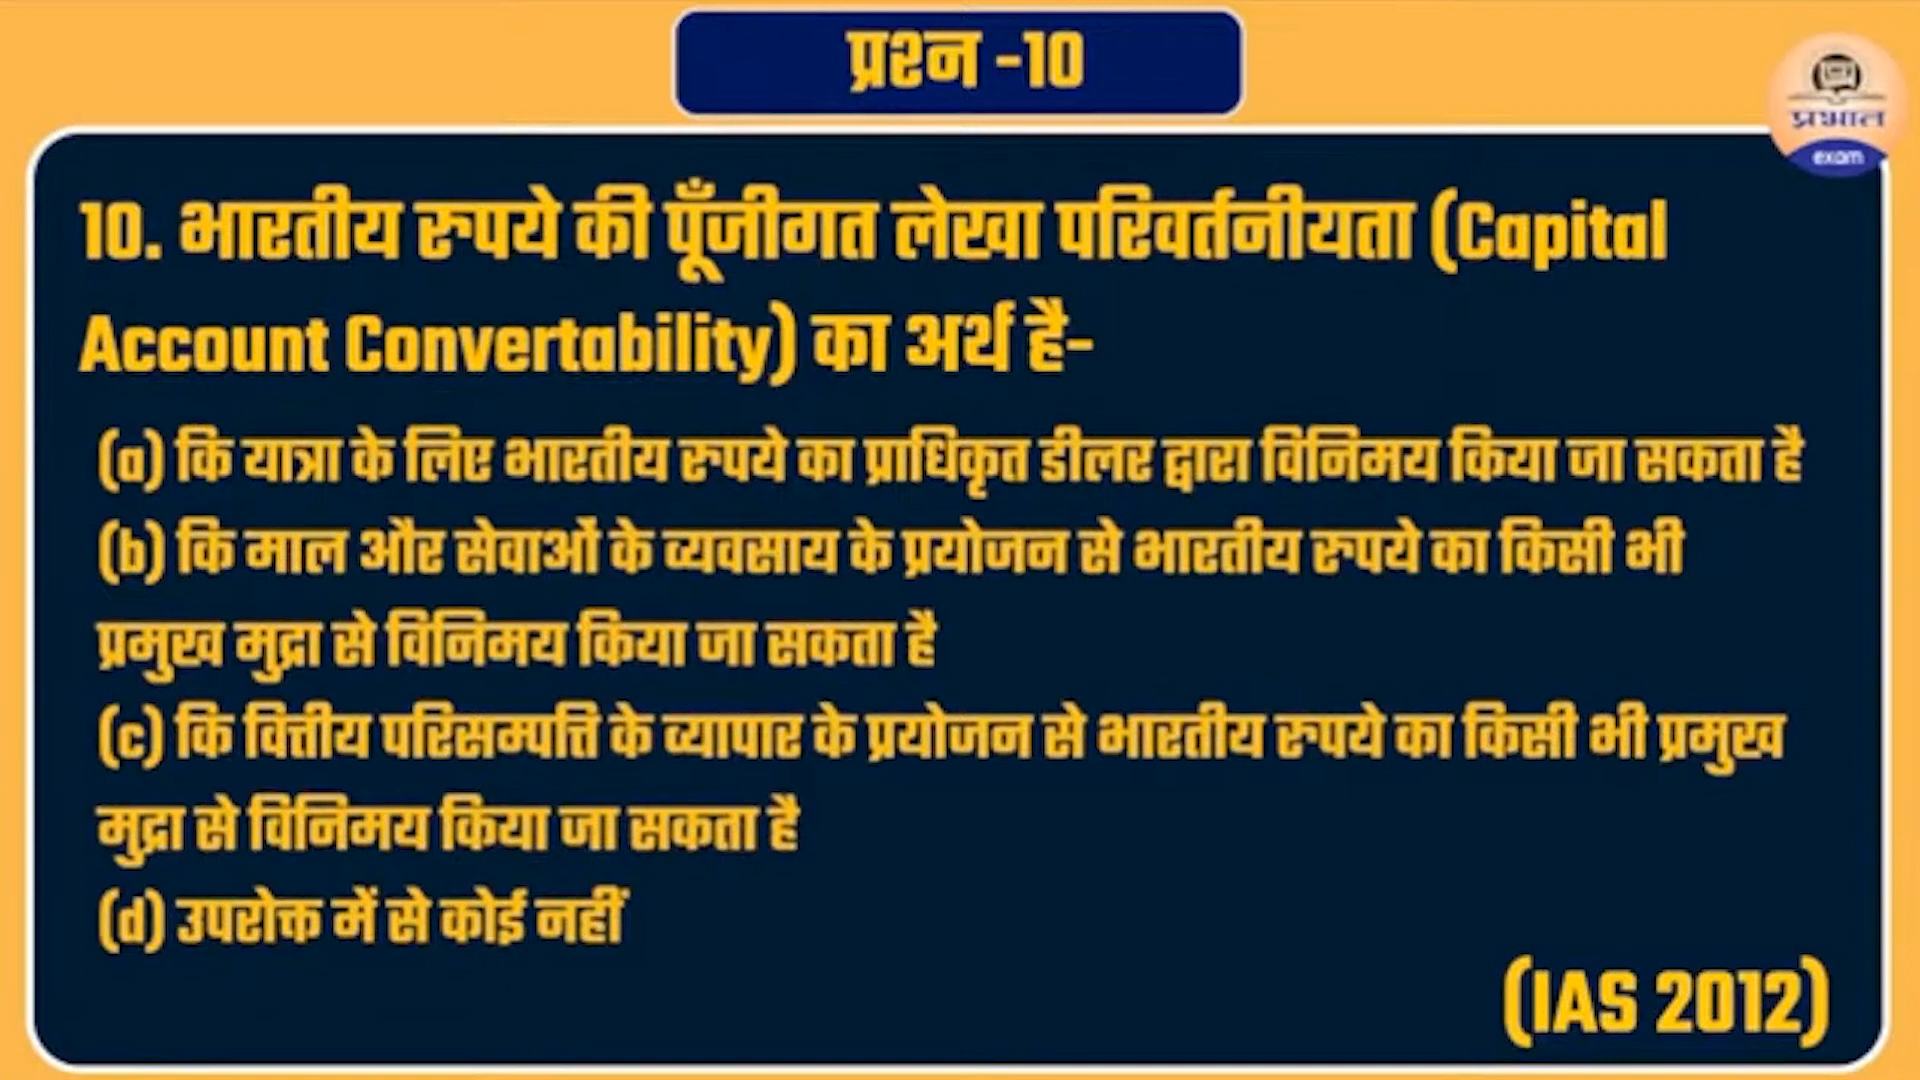 प्रश्न -10
प्रभात
exam
10. भारतीय रुपये की पूँजीगत लेखा परिवर्तनीयता (Capital
Account Convertability) का अर्थ है-
(a) कि यात्रा के लिए भारतीय रुपये का प्राधिकृत डीलर द्वारा विनिमय किया जा सकता है
(b) कि माल और सेवाओं के व्यवसाय के प्रयोजन से भारतीय रुपये का किसी भी
प्रमुख मुद्रा से विनिमय किया जा सकता है
(c) कि वित्तीय परिसम्पत्ति के व्यापार के प्रयोजन से भारतीय रुपये का किसी भी प्रमुख
मुद्रा से विनिमय किया जा सकता है
(d) उपरोक्त में से कोई नहीं
(IAS 2012)